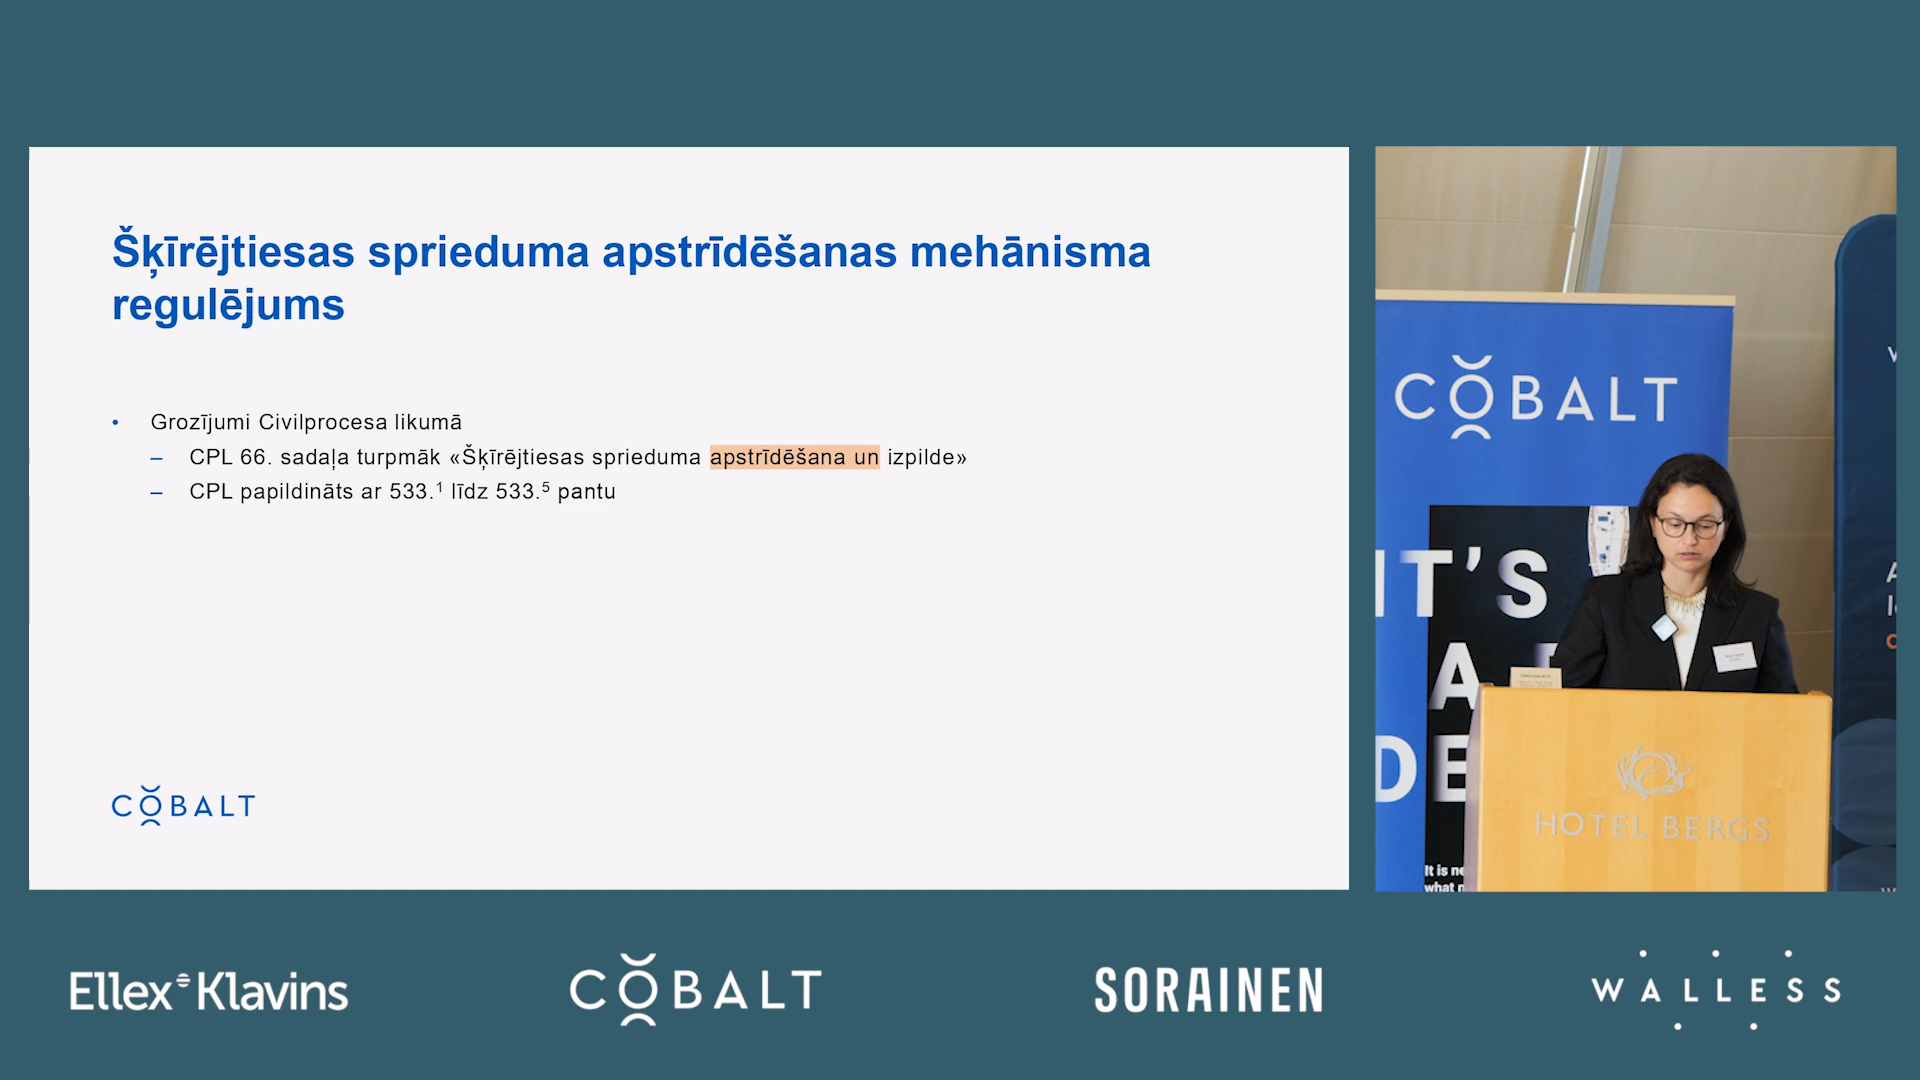 Šķīrējtiesas sprieduma apstrīdēšanas mehānisma
regulējums
• Grozījumi Civilprocesa likumā
– CPL 66. sadaļa turpmāk «Šķīrējtiesas sprieduma apstrīdēšana un izpilde»
– CPL papildināts ar 533.¹ līdz 533.⁵ pantu
COBALT
COBALT
IT'S
A
DE
It is ne
what
HOTEL BERGS
Ellex Klavins
COBALT
SORAINEN
WALLESS